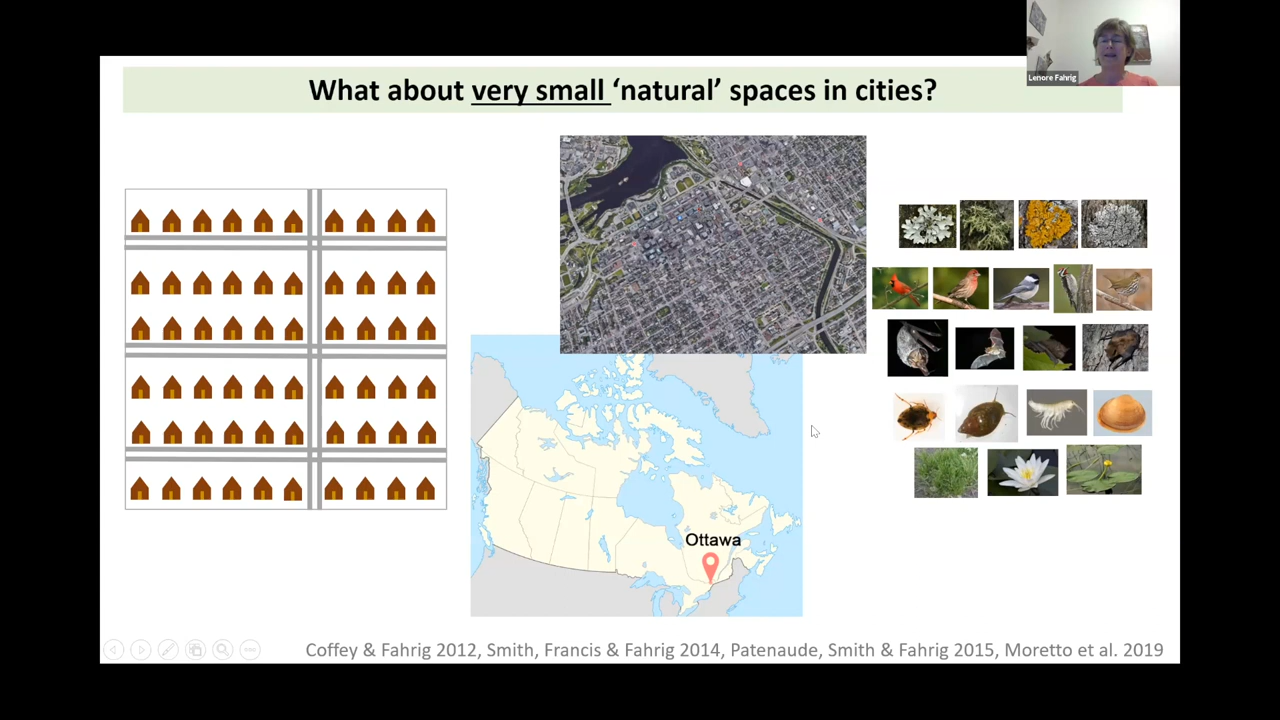 Lenore Fahrig
What about very small ‘natural’ spaces in cities?
Ottawa
Coffey & Fahrig 2012, Smith, Francis & Fahrig 2014, Patenaude, Smith & Fahrig 2015, Moretto et al. 2019